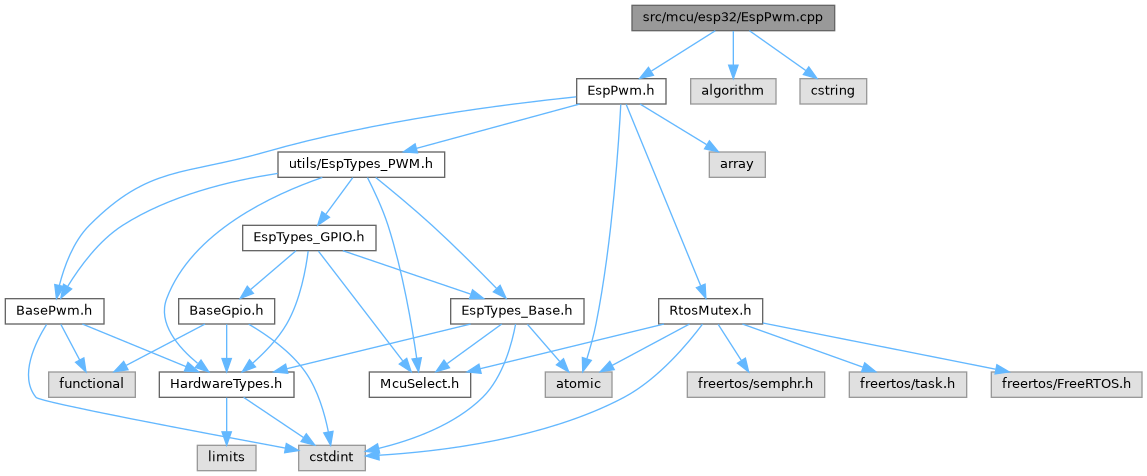 src/mcu/esp32/EspPwm.cpp
EspPwm.h
algorithm
cstring
utils/EspTypes_PWM.h
array
EspTypes_GPIO.h
BasePwm.h
BaseGpio.h
EspTypes_Base.h
RtosMutex.h
functional
HardwareTypes.h
McuSelect.h
atomic
freertos/semphr.h
freertos/task.h
freertos/FreeRTOS.h
limits
cstdint